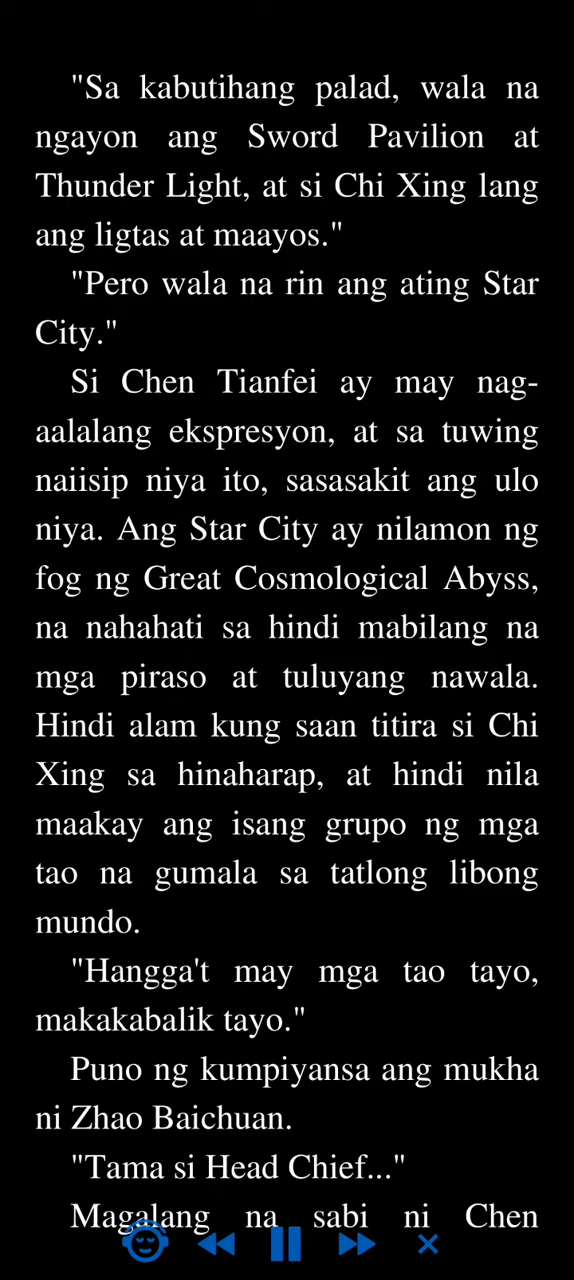 "Sa kabutihang palad, wala na
ngayon ang Sword Pavilion at
Thunder Light, at si Chi Xing lang
ang ligtas at maayos."
"Pero wala na rin ang ating Star
City."
Si Chen Tianfei ay may nag-
aalalang ekspresyon, at sa tuwing
naiisip niya ito, sasasakit ang ulo
niya. Ang Star City ay nilamon ng
fog ng Great Cosmological Abyss,
na nahahati sa hindi mabilang na
mga piraso at tuluyang nawala.
Hindi alam kung saan titira si Chi
Xing sa hinaharap, at hindi nila
maakay ang isang grupo ng mga
tao na gumala sa tatlong libong
mundo.
"Hangga't may mga tao tayo,
makakabalik tayo."
Puno ng kumpiyansa ang mukha
ni Zhao Baichuan.
"Tama si Head Chief..."
Magalang na sabi ni Chen